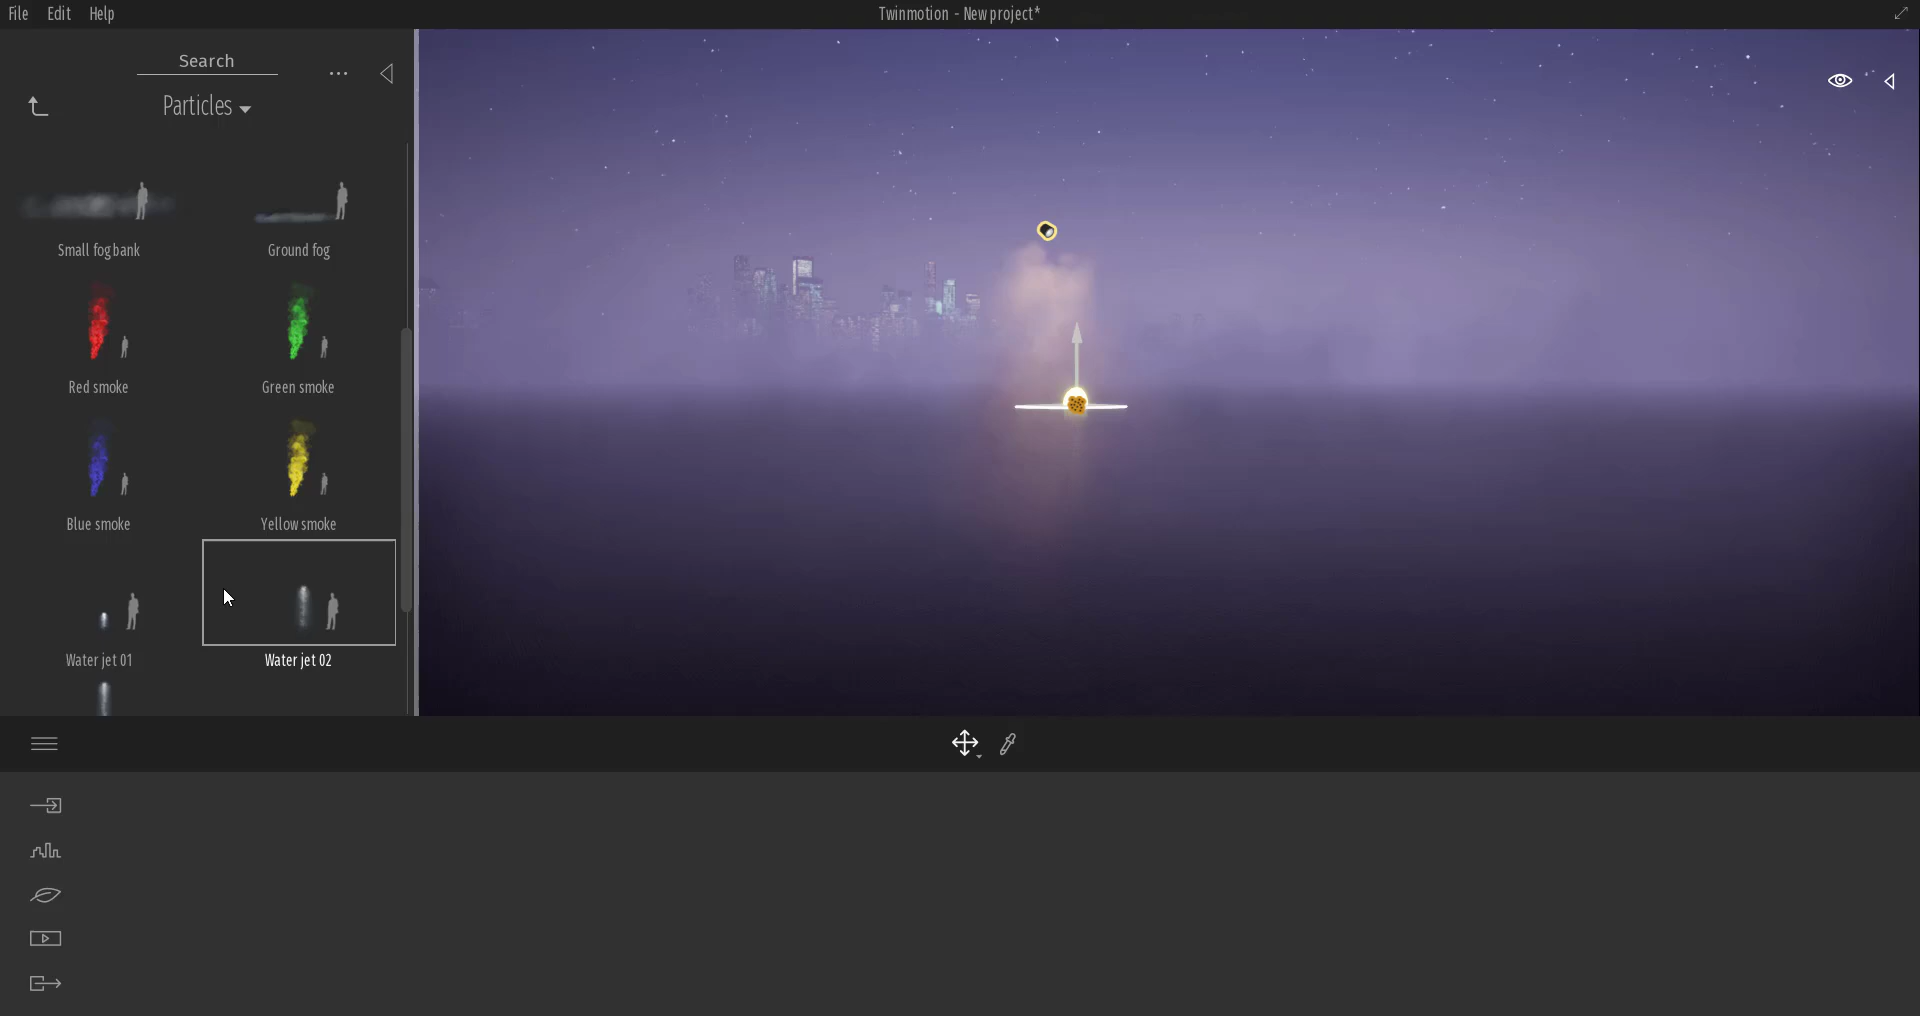 File Edit Help
Twinmotion - New project*
Search
Particles
Small fog bank
Ground fog
Red smoke
Green smoke
Blue smoke
Yellow smoke
Water jet 01
Water jet 02